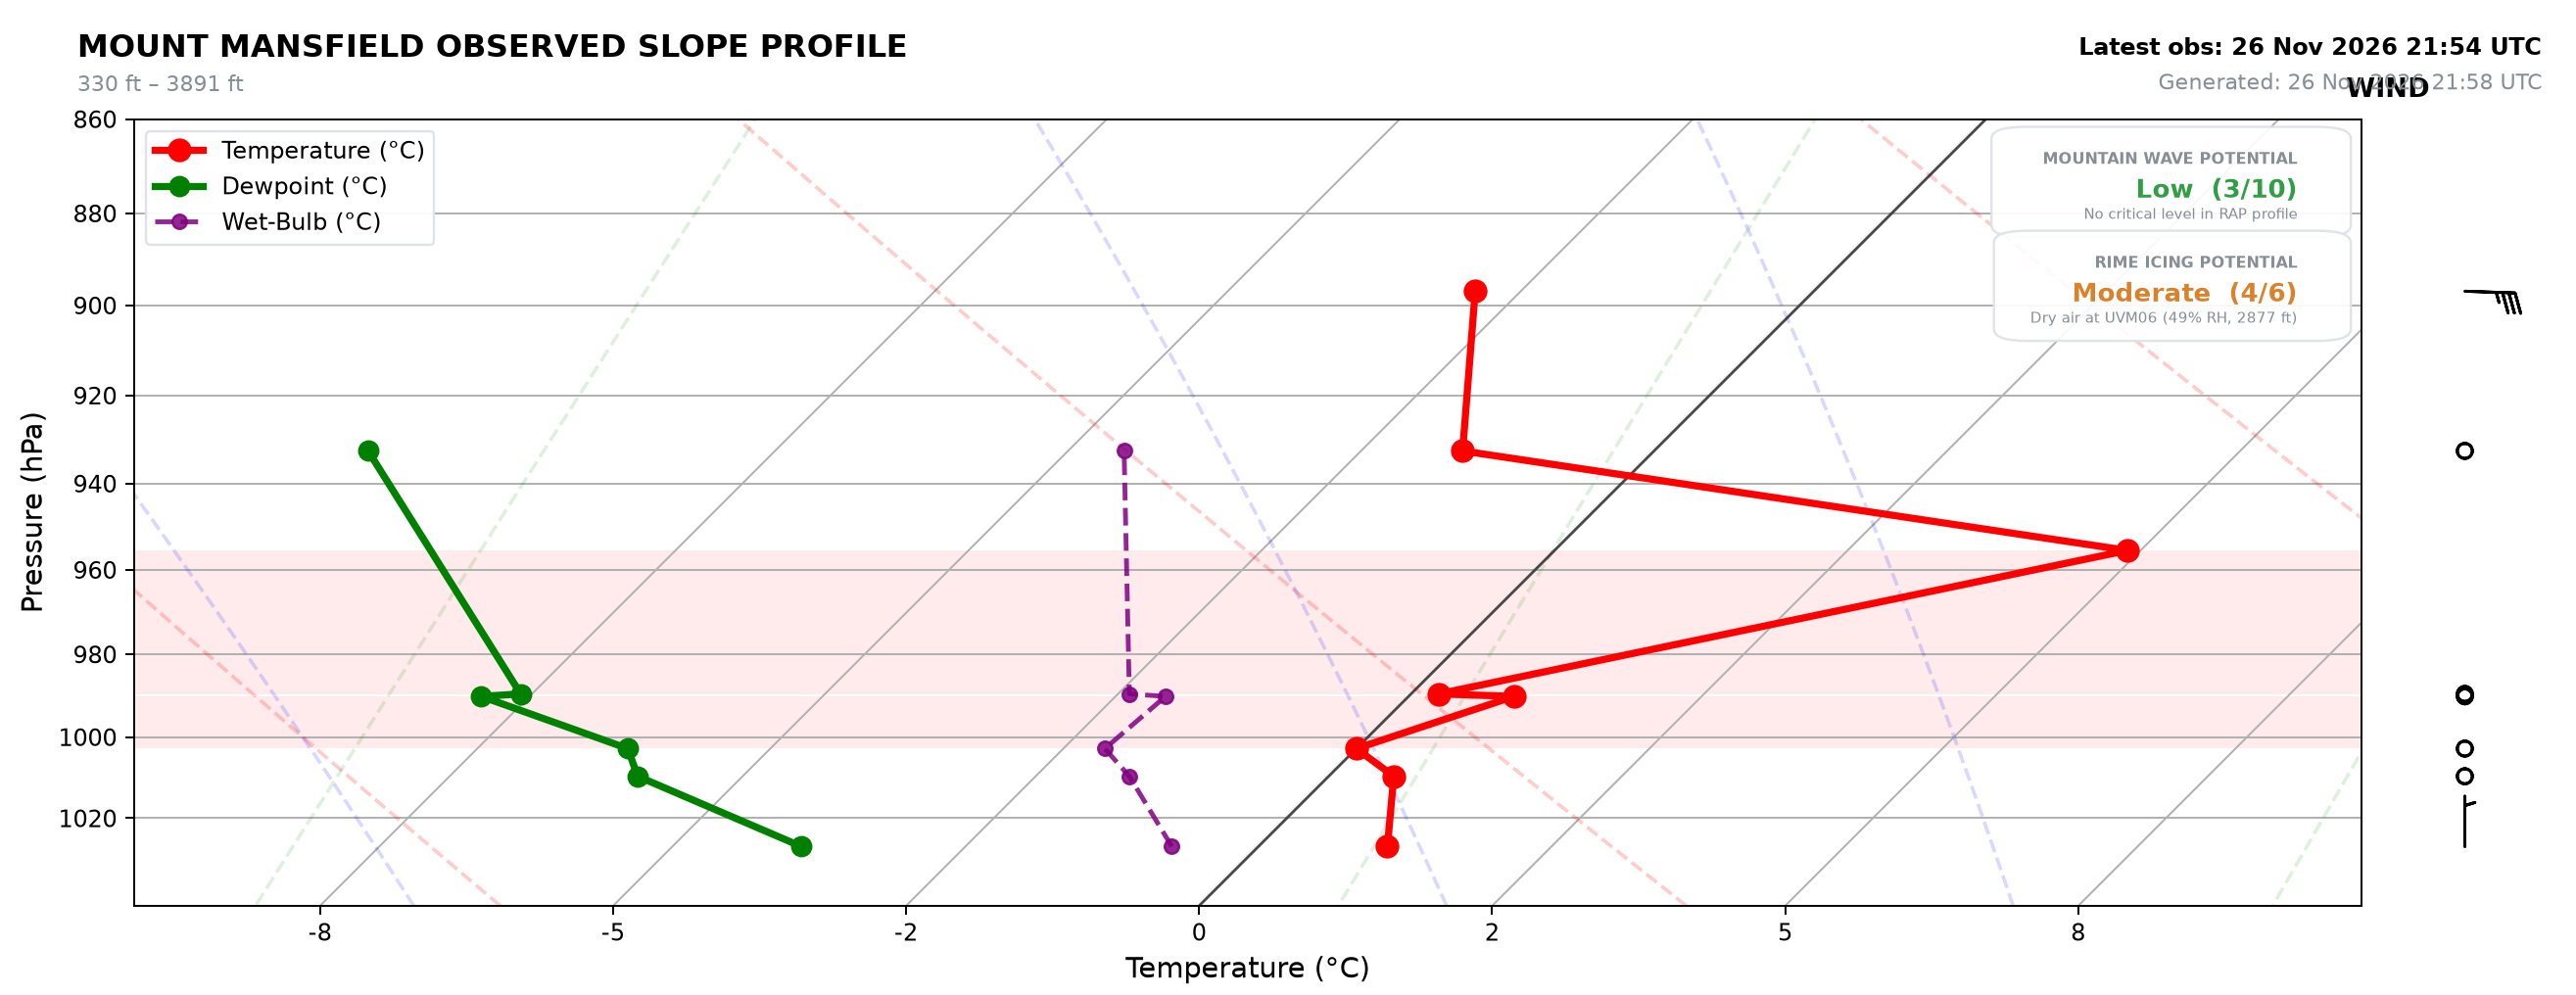 MOUNT MANSFIELD OBSERVED SLOPE PROFILE
330 ft – 3891 ft
Latest obs: 26 Nov 2026 21:54 UTC
Generated: 26 Nov 2026 21:58 UTC
WIND
Temperature (°C)
Dewpoint (°C)
Wet-Bulb (°C)
MOUNTAIN WAVE POTENTIAL
Low (3/10)
No critical level in RAP profile
RIME ICING POTENTIAL
Moderate (4/6)
Dry air at UVM06 (49% RH, 2877 ft)
Pressure (hPa)
860
880
900
920
940
960
980
1000
1020
-8 -5 -2 0 2 5 8
Temperature (°C)